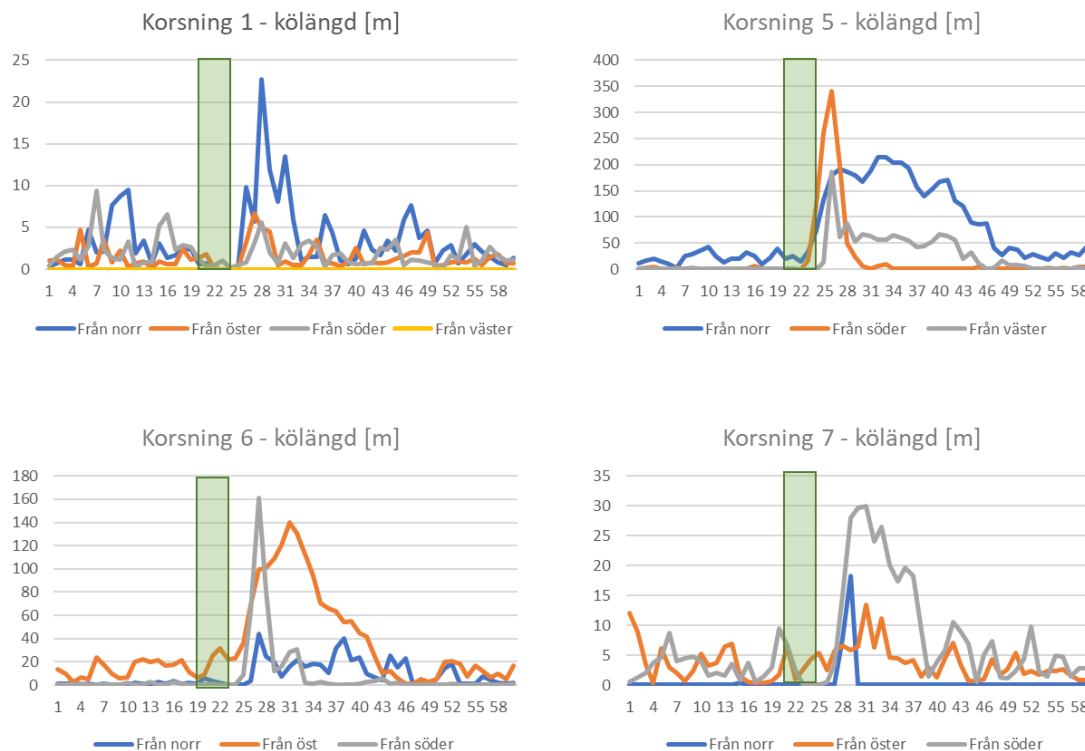 Korsning 1 - kölängd [m]
25
20
15
10
5
0
1 4 7 10 13 16 19 22 25 28 31 34 37 40 43 46 49 52 55 58
Från norr Från öster Från söder Från väster
Korsning 5 - kölängd [m]
400
350
300
250
200
150
100
50
0
1 4 7 10 13 16 19 22 25 28 31 34 37 40 43 46 49 52 55 58
Från norr Från söder Från väster
Korsning 6 - kölängd [m]
180
160
140
120
100
80
60
40
20
0
1 4 7 10 13 16 19 22 25 28 31 34 37 40 43 46 49 52 55 58
Från norr Från öst Från söder
Korsning 7 - kölängd [m]
35
30
25
20
15
10
5
0
1 4 7 10 13 16 19 22 25 28 31 34 37 40 43 46 49 52 55 58
Från norr Från öster Från söder